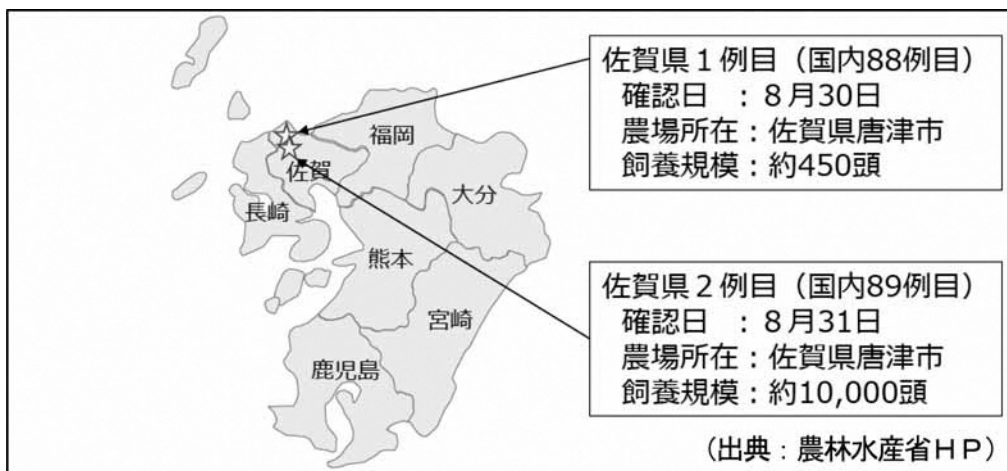 佐賀県１例目（国内88例目）
確認日　：８月30日
農場所在：佐賀県唐津市
飼養規模：約450頭
福岡
佐賀
大分
長崎
熊本
宮崎
鹿児島
佐賀県２例目（国内89例目）
確認日　：８月31日
農場所在：佐賀県唐津市
飼養規模：約10,000頭
（出典：農林水産省ＨＰ）